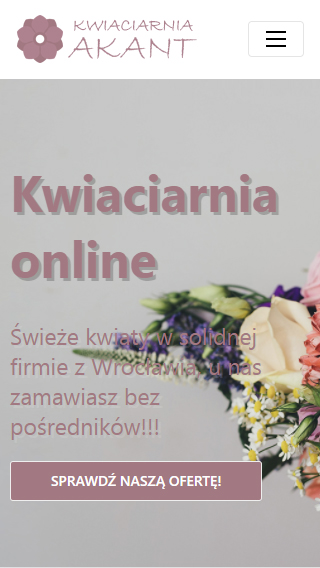 KWIACIARNIA
AKANT
Kwiaciarnia
online
Świeże kwiaty w solidnej
firmie z Wrocławia, u nas
zamawiasz bez
pośredników!!!
SPRAWDŹ NASZĄ OFERTĘ!